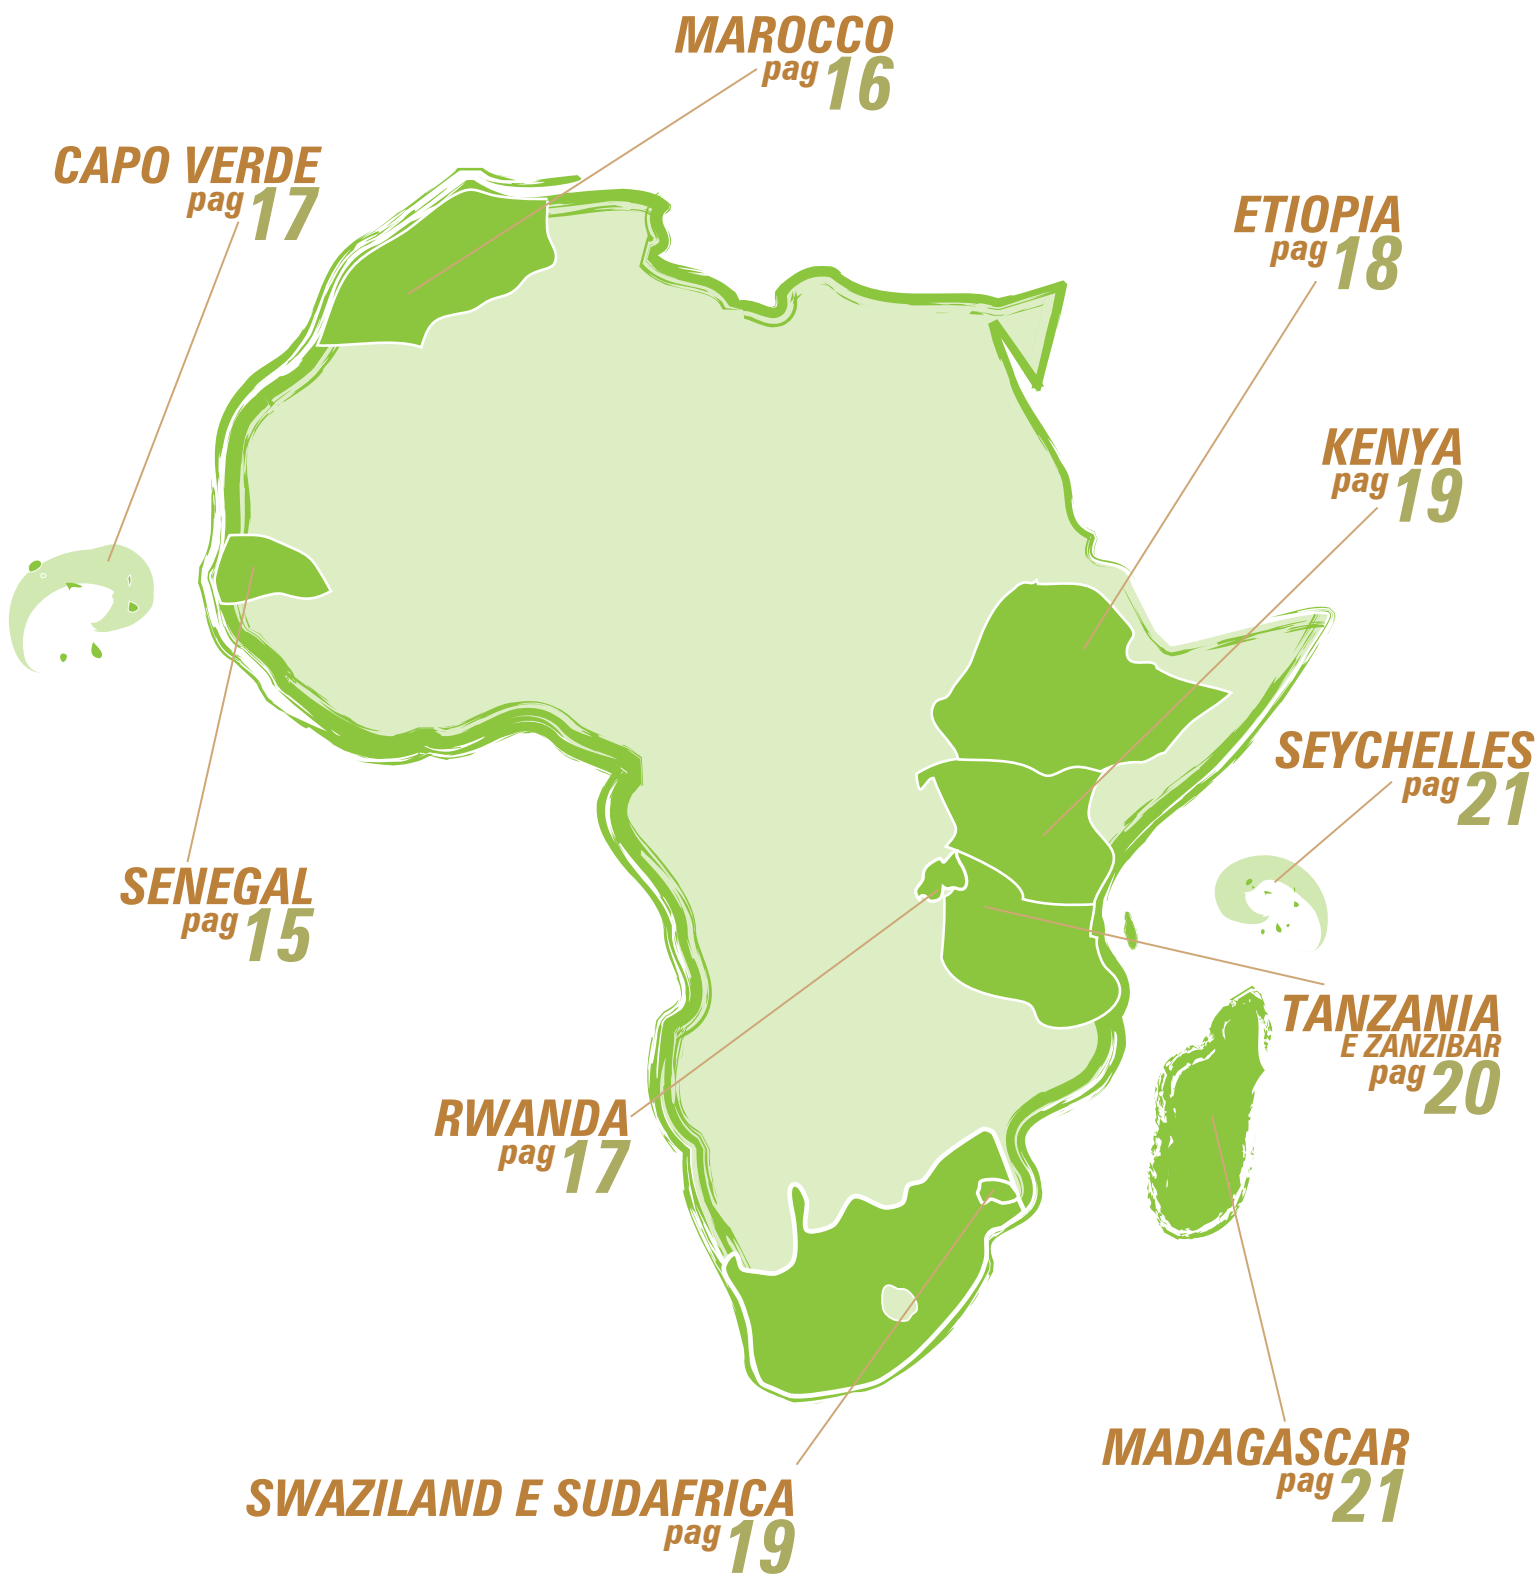 MAROCCO
pag 16
CAPO VERDE
pag 17
ETIOPIA
pag 18
KENYA
pag 19
SEYCHELLES
pag 21
SENEGAL
pag 15
TANZANIA
E ZANZIBAR
pag 20
RWANDA
pag 17
MADAGASCAR
pag 21
SWAZILAND E SUDAFRICA
pag 19